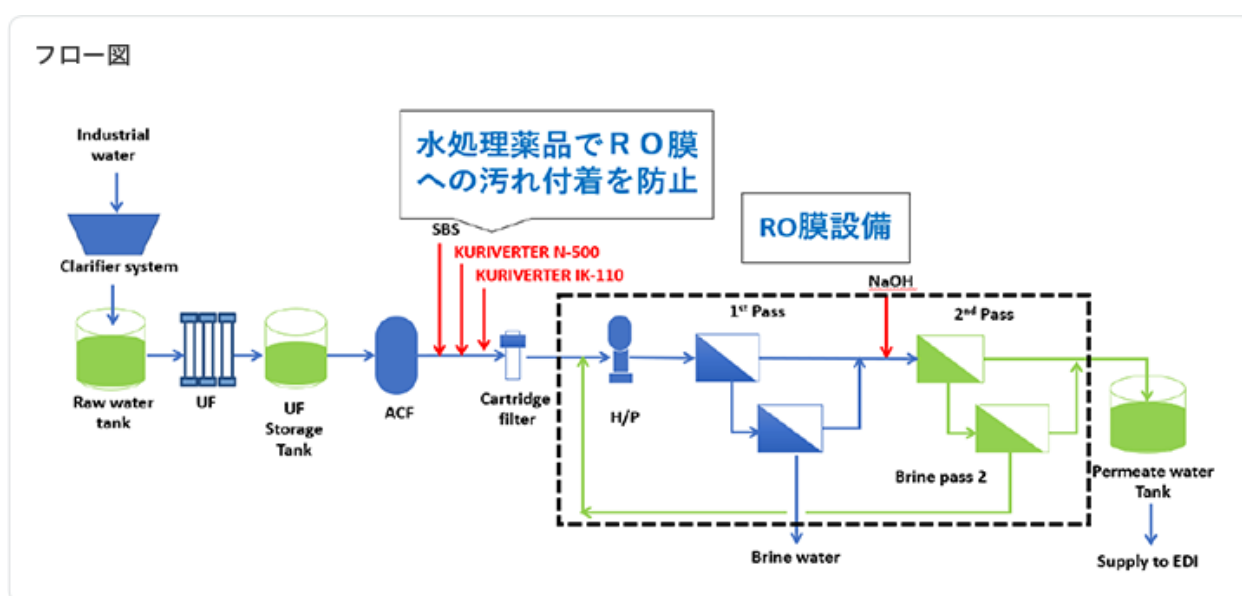 フロー図
Industrial
water
水処理薬品でRO膜
への汚れ付着を防止
RO膜設備
SBS
KURIVERTER N-500
KURIVERTER IK-110
Clarifier system
NaOH
1st Pass
2nd Pass
Raw water
tank
UF
UF
Storage
Tank
ACF
Cartridge
filter
H/P
Brine pass 2
Permeate water
Tank
Brine water
Supply to EDI